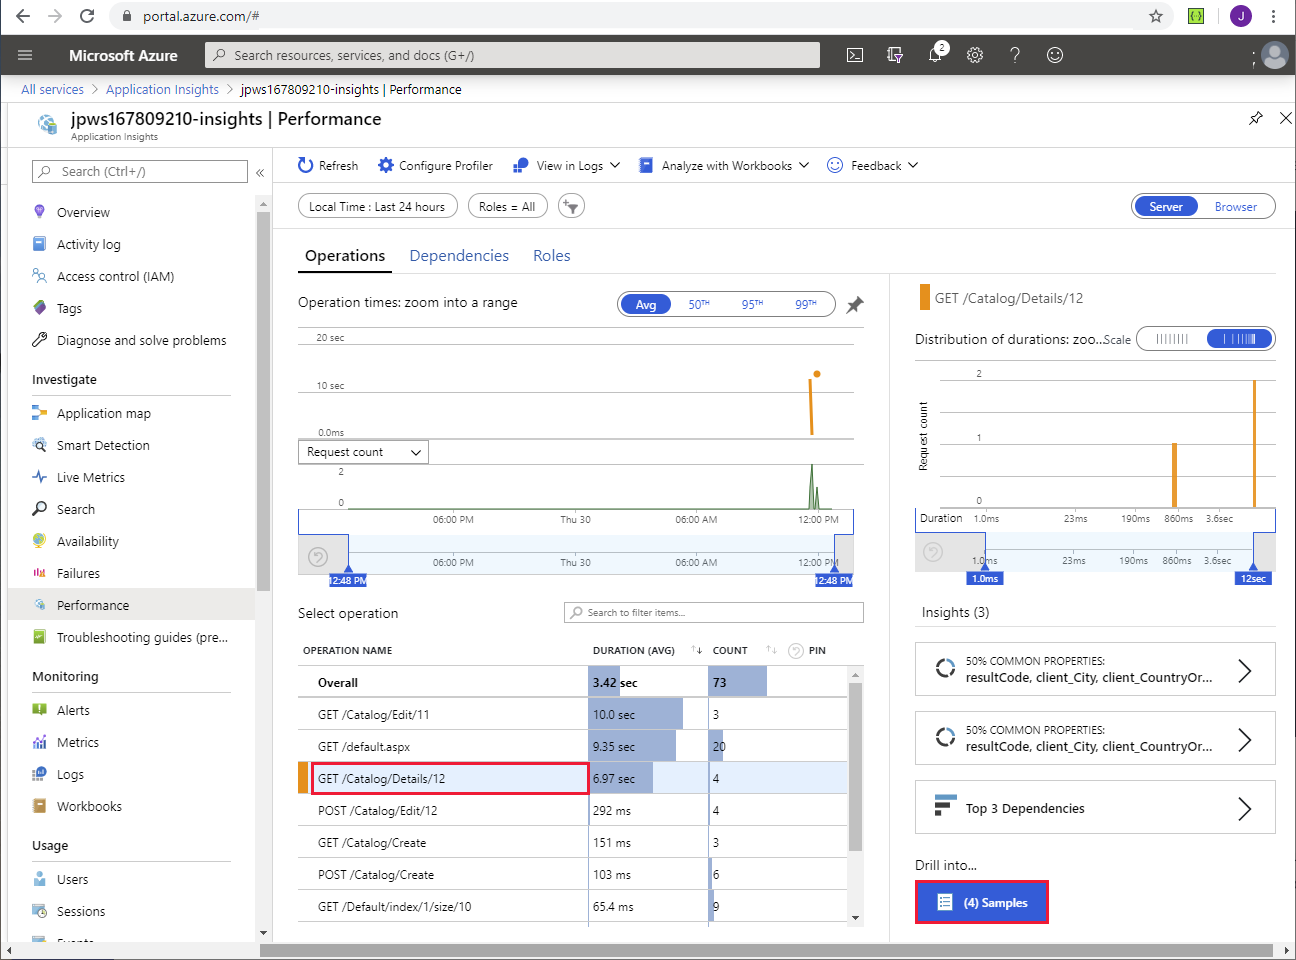 portal.azure.com/#
J
Microsoft Azure
Search resources, services, and docs (G+/)
2
All services > Application Insights > jpws167809210-insights | Performance
jpws167809210-insights | Performance
Application Insights
Search (Ctrl+/)
«
Overview
Activity log
Access control (IAM)
Tags
Diagnose and solve problems
Investigate
Application map
Smart Detection
Live Metrics
Search
Availability
Failures
Performance
Troubleshooting guides (pre...
Monitoring
Alerts
Metrics
Logs
Workbooks
Usage
Users
Sessions
Refresh
Configure Profiler
View in Logs
Analyze with Workbooks
Feedback
Local Time : Last 24 hours
Roles = All
Server
Browser
Operations
Dependencies
Roles
Operation times: zoom into a range
Avg
50TH
95TH
99TH
20 sec
10 sec
0.0ms
Request count
2
0
06:00 PM
Thu 30
06:00 AM
12:00 PM
06:00 PM
Thu 30
06:00 AM
12:00 PM
12:48 PM
12:48 PM
Select operation
Search to filter items...
OPERATION NAME DURATION (AVG) COUNT PIN
Overall 3.42 sec 73
GET /Catalog/Edit/11 10.0 sec 3
GET /default.aspx 9.35 sec 20
GET /Catalog/Details/12 6.97 sec 4
POST /Catalog/Edit/12 292 ms 4
GET /Catalog/Create 151 ms 3
POST /Catalog/Create 103 ms 6
GET /Default/index/1/size/10 65.4 ms 9
GET /Catalog/Details/12
Distribution of durations: zoo...
Scale
Request count
2
1
0
Duration
1.0ms
23ms
190ms
860ms
3.6sec
1.0ms
23ms
190ms
860ms
3.6sec
1.0ms
12sec
Insights (3)
50% COMMON PROPERTIES:
resultCode, client_City, client_CountryOr...
50% COMMON PROPERTIES:
resultCode, client_City, client_CountryOr...
Top 3 Dependencies
Drill into...
(4) Samples